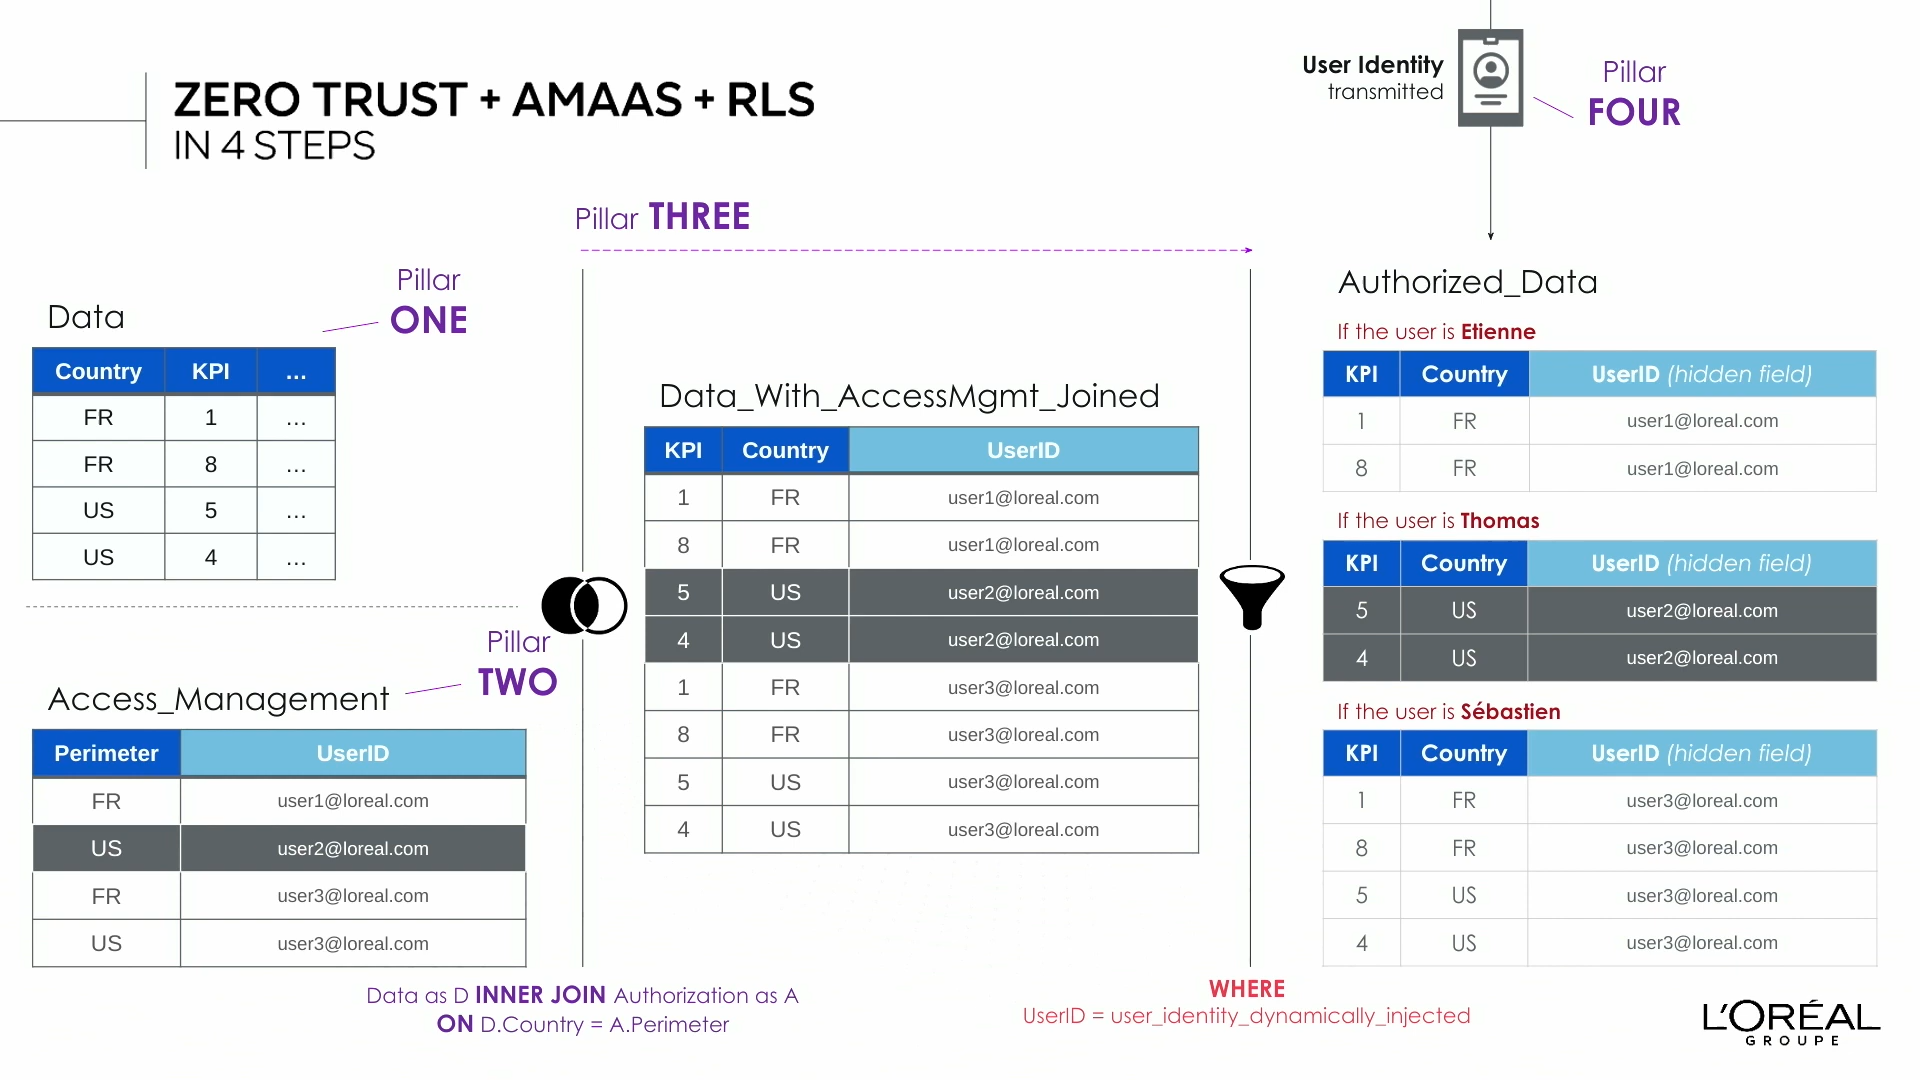 ZERO TRUST + AMAAS + RLS
IN 4 STEPS
User Identity
transmitted
Pillar
FOUR
Pillar THREE
Pillar
ONE
Data
Country KPI ...
FR 1 ...
FR 8 ...
US 5 ...
US 4 ...
Pillar
TWO
Access_Management
Perimeter UserID
FR user1@loreal.com
US user2@loreal.com
FR user3@loreal.com
US user3@loreal.com
Data as D INNER JOIN Authorization as A
ON D.Country = A.Perimeter
Data_With_AccessMgmt_Joined
KPI Country UserID
1 FR user1@loreal.com
8 FR user1@loreal.com
5 US user2@loreal.com
4 US user2@loreal.com
1 FR user3@loreal.com
8 FR user3@loreal.com
5 US user3@loreal.com
4 US user3@loreal.com
WHERE
UserID = user_identity_dynamically_injected
Authorized_Data
If the user is Etienne
KPI Country UserID (hidden field)
1 FR user1@loreal.com
8 FR user1@loreal.com
If the user is Thomas
KPI Country UserID (hidden field)
5 US user2@loreal.com
4 US user2@loreal.com
If the user is Sébastien
KPI Country UserID (hidden field)
1 FR user3@loreal.com
8 FR user3@loreal.com
5 US user3@loreal.com
4 US user3@loreal.com
L'ORÉAL
GROUPE